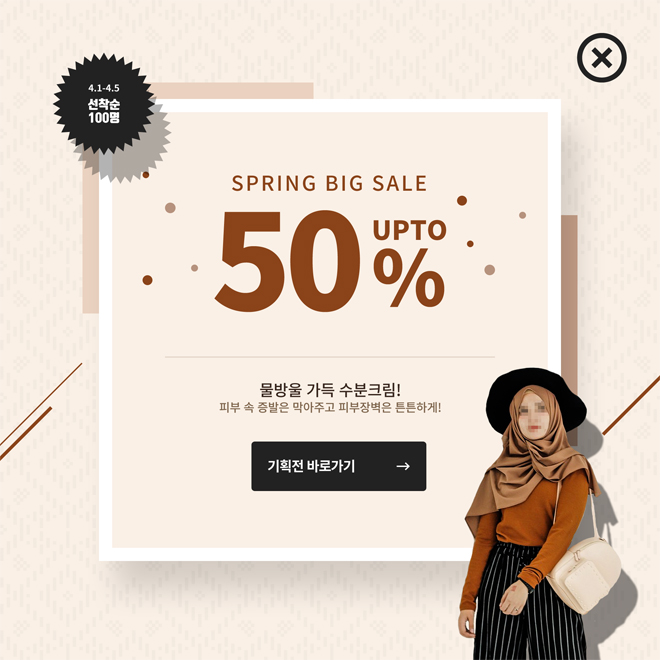 4.1-4.5
선착순
100명
SPRING BIG SALE
50 UPTO
%
물방울 가득 수분크림!
피부 속 증발은 막아주고 피부장벽은 튼튼하게!
기획전 바로가기 →